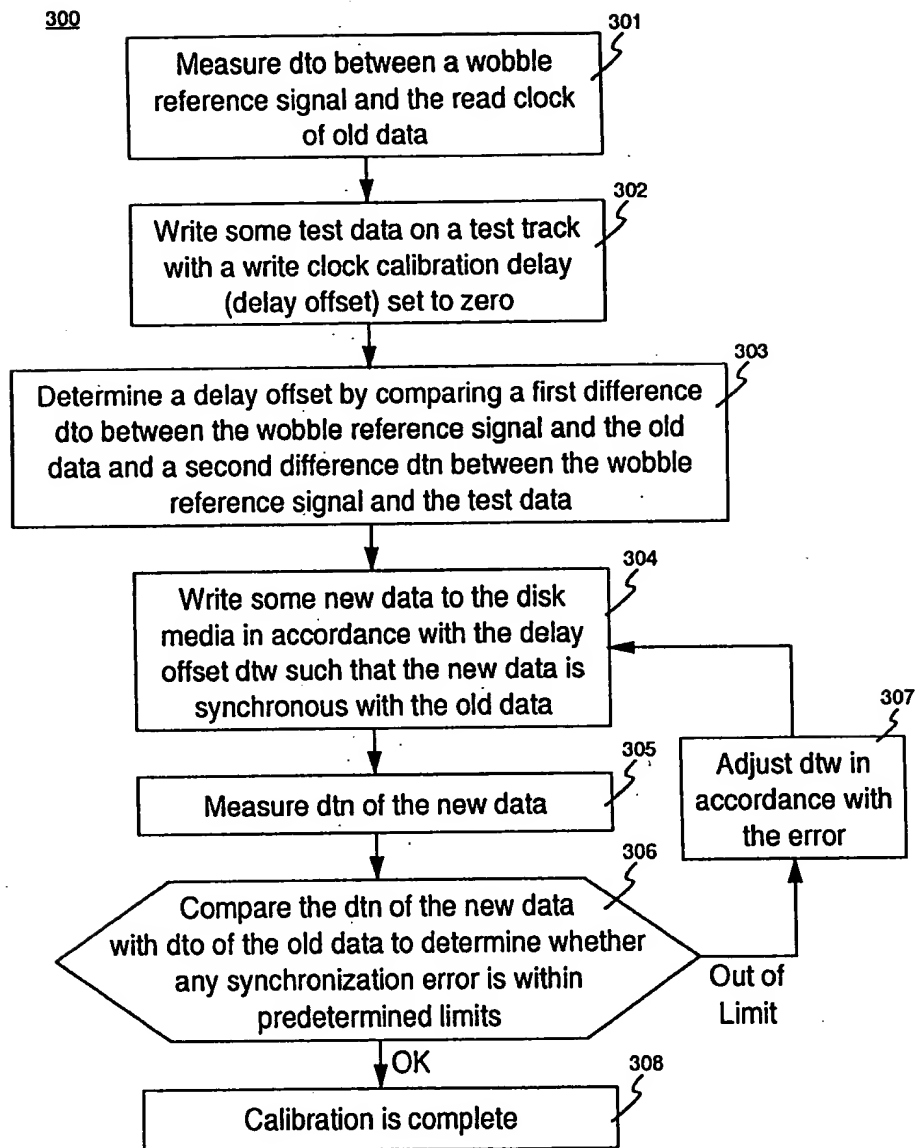 300
301
Measure dto between a wobble
reference signal and the read clock
of old data
302
Write some test data on a test track
with a write clock calibration delay
(delay offset) set to zero
303
Determine a delay offset by comparing a first difference
dto between the wobble reference signal and the old
data and a second difference dtn between the wobble
reference signal and the test data
304
Write some new data to the disk
media in accordance with the delay
offset dtw such that the new data is
synchronous with the old data
305
Measure dtn of the new data
307
Adjust dtw in
accordance with
the error
306
Compare the dtn of the new data
with dto of the old data to determine whether
any synchronization error is within
predetermined limits
Out of
Limit
OK
308
Calibration is complete